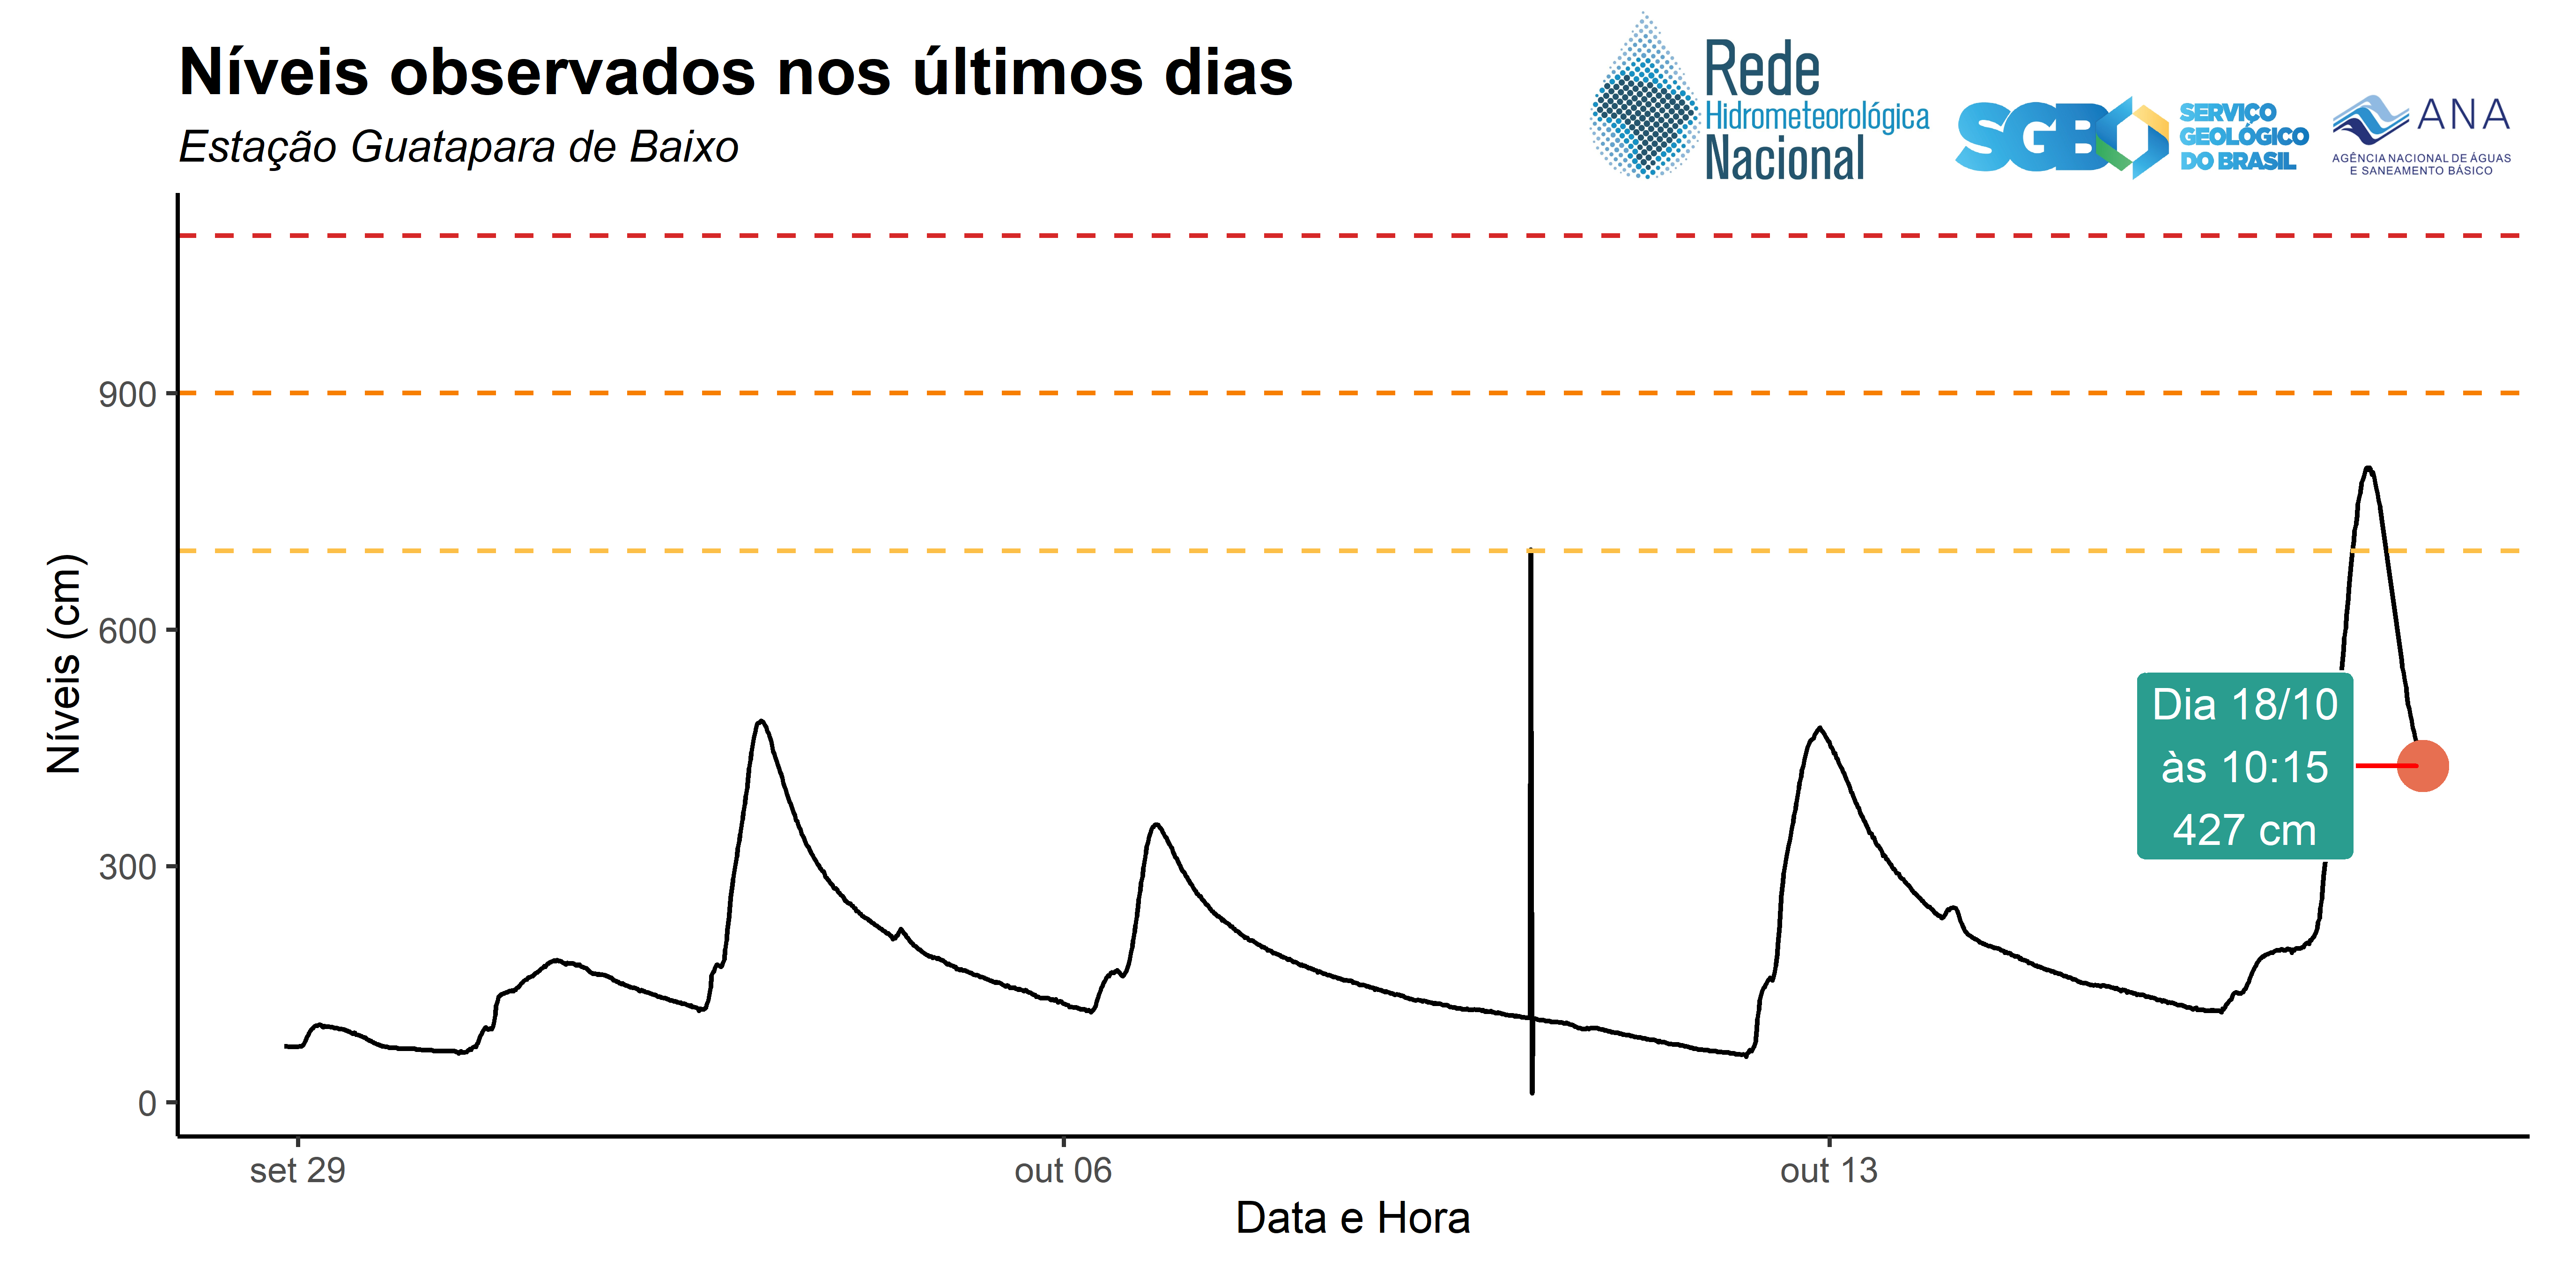 Níveis observados nos últimos dias
Estação Guatapara de Baixo
Rede
Hidrometeorológica
Nacional
SGB
SERVIÇO
GEOLÓGICO
DO BRASIL
ANA
AGÊNCIA NACIONAL DE ÁGUAS
E SANEAMENTO BÁSICO
Níveis (cm)
900
600
300
0
Dia 18/10
às 10:15
427 cm
set 29
out 06
out 13
Data e Hora